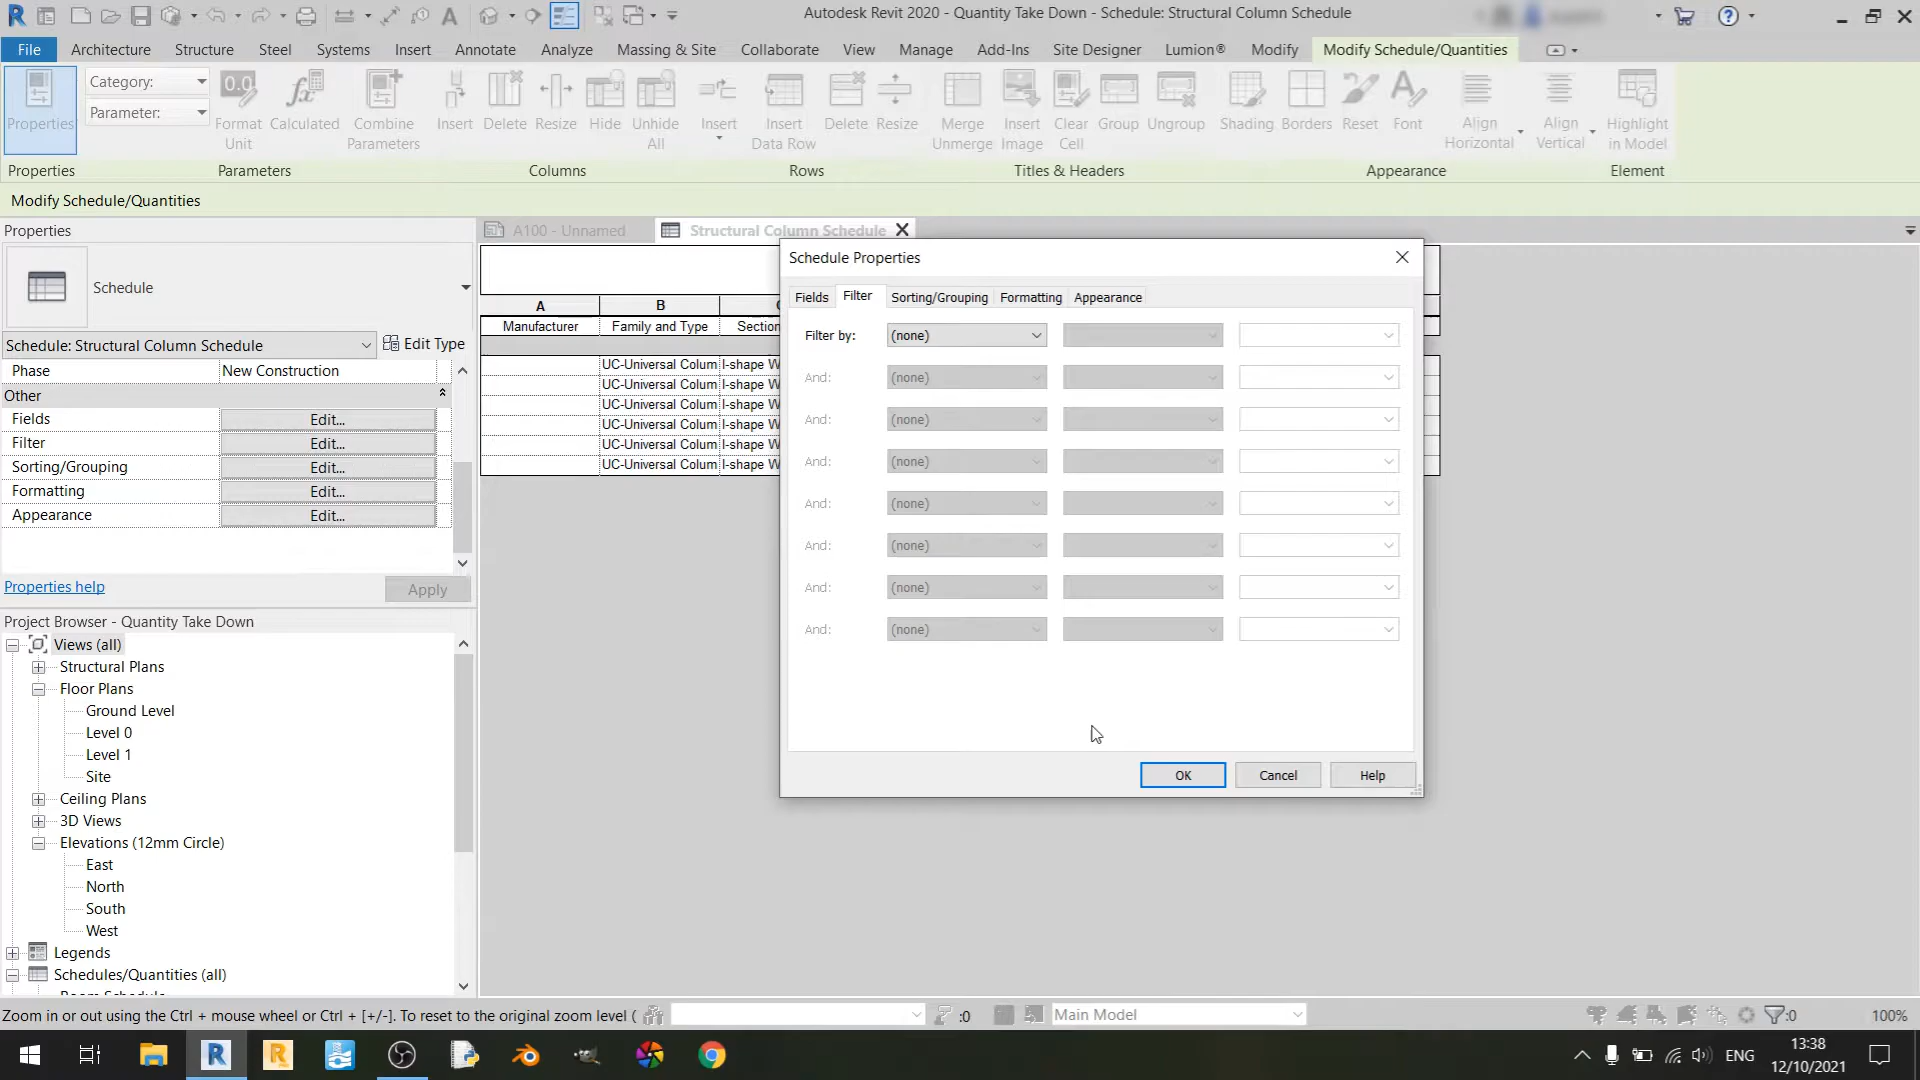 Autodesk Revit 2020 - Quantity Take Down - Schedule: Structural Column Schedule
File Architecture Structure Steel Systems Insert Annotate Analyze Massing & Site Collaborate View Manage Add-Ins Site Designer Lumion® Modify Modify Schedule/Quantities
Properties
Category:
Parameter:
Format Unit
Calculated
Combine Parameters
Insert
Delete
Resize
Hide
Unhide All
Insert
Insert Data Row
Delete
Resize
Merge Unmerge
Insert Image
Clear Cell
Group
Ungroup
Shading
Borders
Reset
Font
Align Horizontal
Align Vertical
Highlight in Model
Properties Parameters Columns Rows Titles & Headers Appearance Element
Modify Schedule/Quantities
Properties
Schedule
Schedule: Structural Column Schedule
Edit Type
Phase New Construction
Other
Fields Edit...
Filter Edit...
Sorting/Grouping Edit...
Formatting Edit...
Appearance Edit...
Properties help
Apply
Project Browser - Quantity Take Down
Views (all)
Structural Plans
Floor Plans
Ground Level
Level 0
Level 1
Site
Ceiling Plans
3D Views
Elevations (12mm Circle)
East
North
South
West
Legends
Schedules/Quantities (all)
A100 - Unnamed
Structural Column Schedule
A B
Manufacturer Family and Type
UC-Universal Colum I-shape W
UC-Universal Colum I-shape W
UC-Universal Colum I-shape W
UC-Universal Colum I-shape W
UC-Universal Colum I-shape W
UC-Universal Colum I-shape W
Schedule Properties
Fields Filter Sorting/Grouping Formatting Appearance
Filter by: (none)
And: (none)
And: (none)
And: (none)
And: (none)
And: (none)
And: (none)
And: (none)
OK Cancel Help
Zoom in or out using the Ctrl + mouse wheel or Ctrl + [+/-]. To reset to the original zoom level (
:0
Main Model
:0
100%
ENG
13:38
12/10/2021